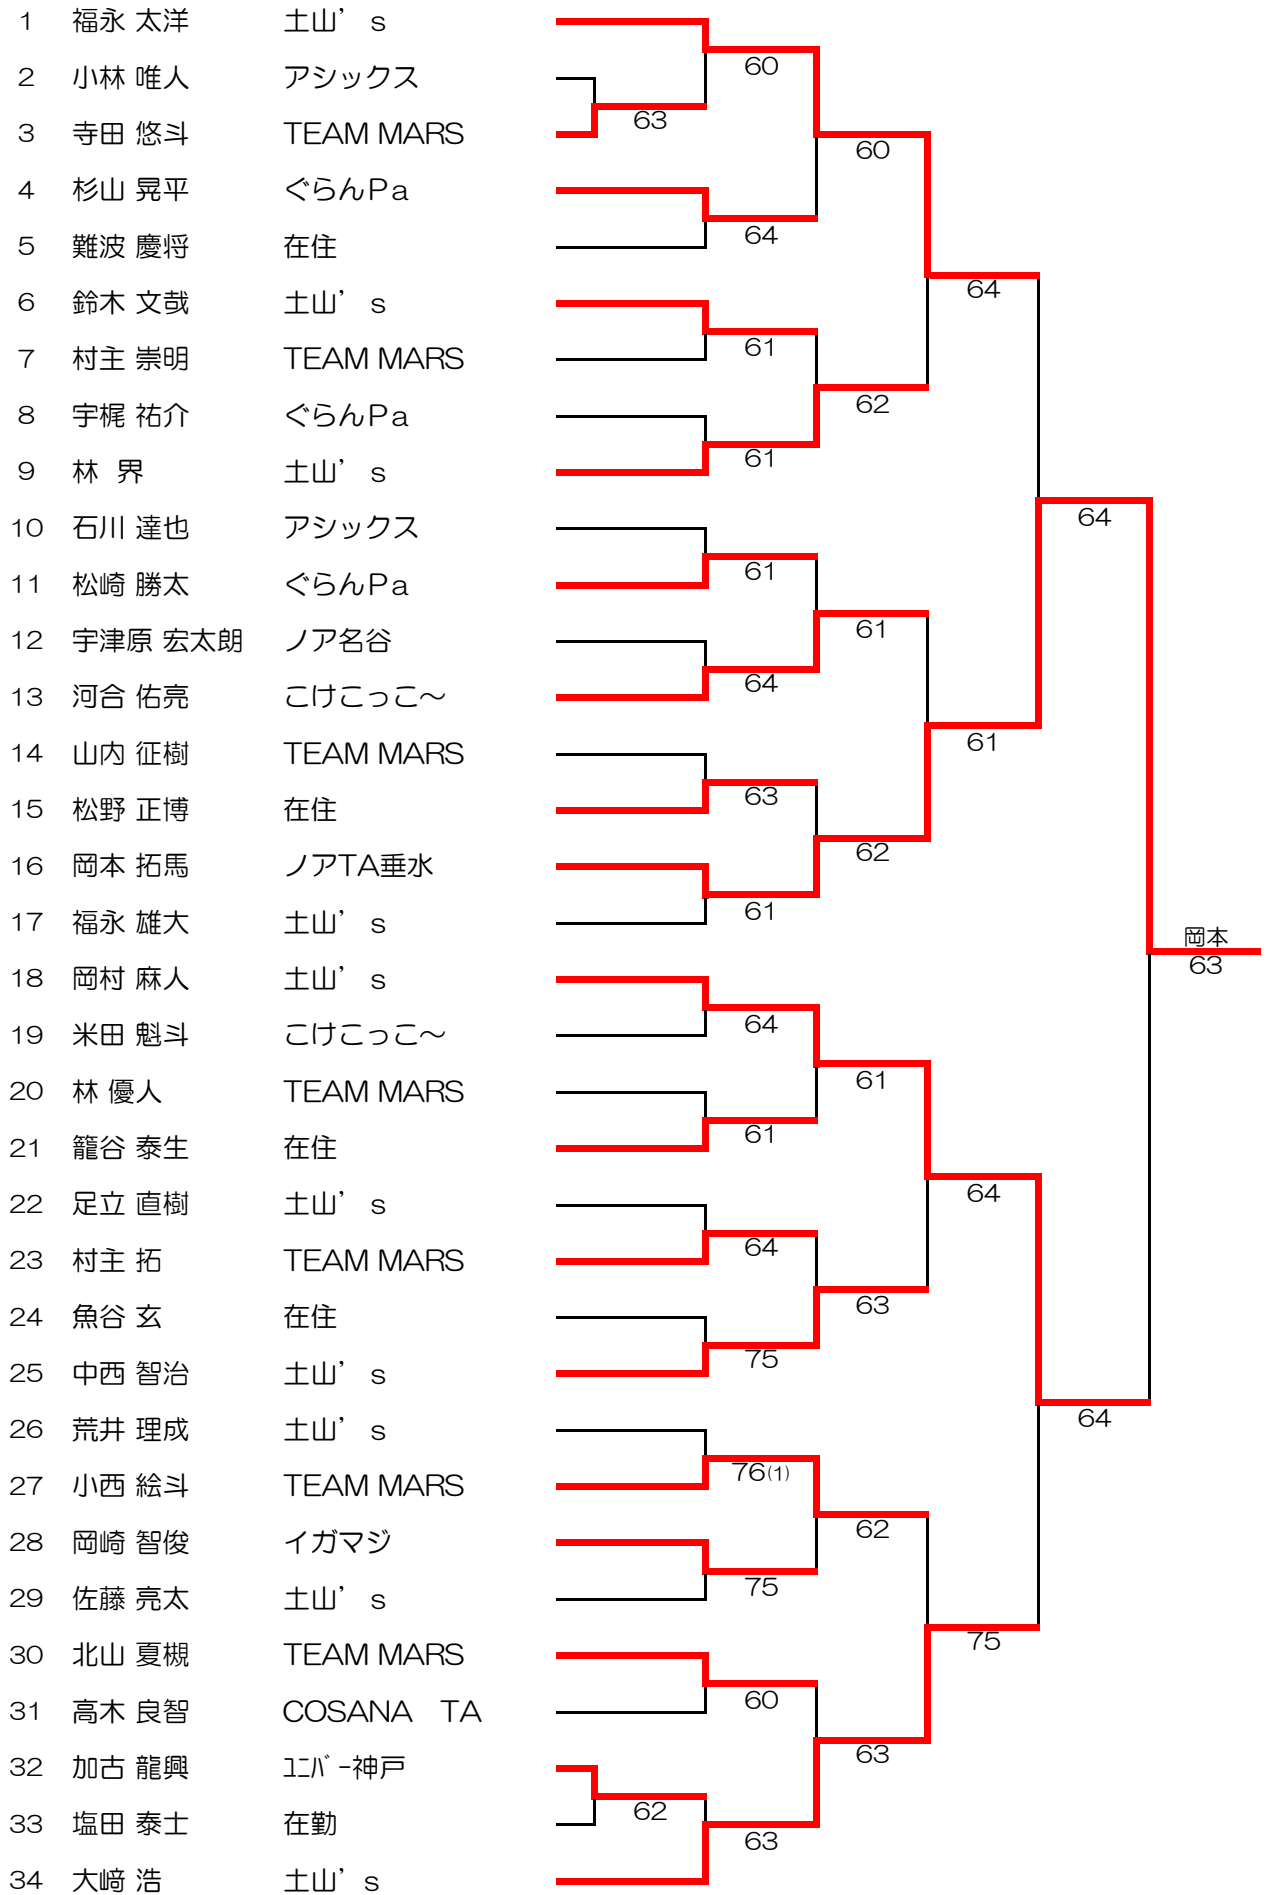 1 福永 太洋 土山’s
60
2 小林 唯人 アシックス
63
3 寺田 悠斗 TEAM MARS
60
4 杉山 晃平 ぐらんPa
64
5 難波 慶将 在住
64
6 鈴木 文哉 土山’s
61
7 村主 崇明 TEAM MARS
62
8 宇梶 祐介 ぐらんPa
61
9 林 界 土山’s
64
10 石川 達也 アシックス
61
11 松崎 勝太 ぐらんPa
61
12 宇津原 宏太朗 ノア名谷
64
13 河合 佑亮 こけこっこ～
61
14 山内 征樹 TEAM MARS
63
15 松野 正博 在住
62
16 岡本 拓馬 ノアTA垂水
61
17 福永 雄大 土山’s
岡本
63
18 岡村 麻人 土山’s
64
19 米田 魁斗 こけこっこ～
61
20 林 優人 TEAM MARS
61
21 籠谷 泰生 在住
64
22 足立 直樹 土山’s
64
23 村主 拓 TEAM MARS
63
24 魚谷 玄 在住
75
25 中西 智治 土山’s
64
26 荒井 理成 土山’s
76(1)
27 小西 絵斗 TEAM MARS
62
28 岡崎 智俊 イガマジ
75
29 佐藤 亮太 土山’s
75
30 北山 夏槻 TEAM MARS
60
31 高木 良智 COSANA TA
63
32 加古 龍興 ﾕﾆﾊﾞｰ神戸
62
33 塩田 泰士 在勤
63
34 大﨑 浩 土山’s